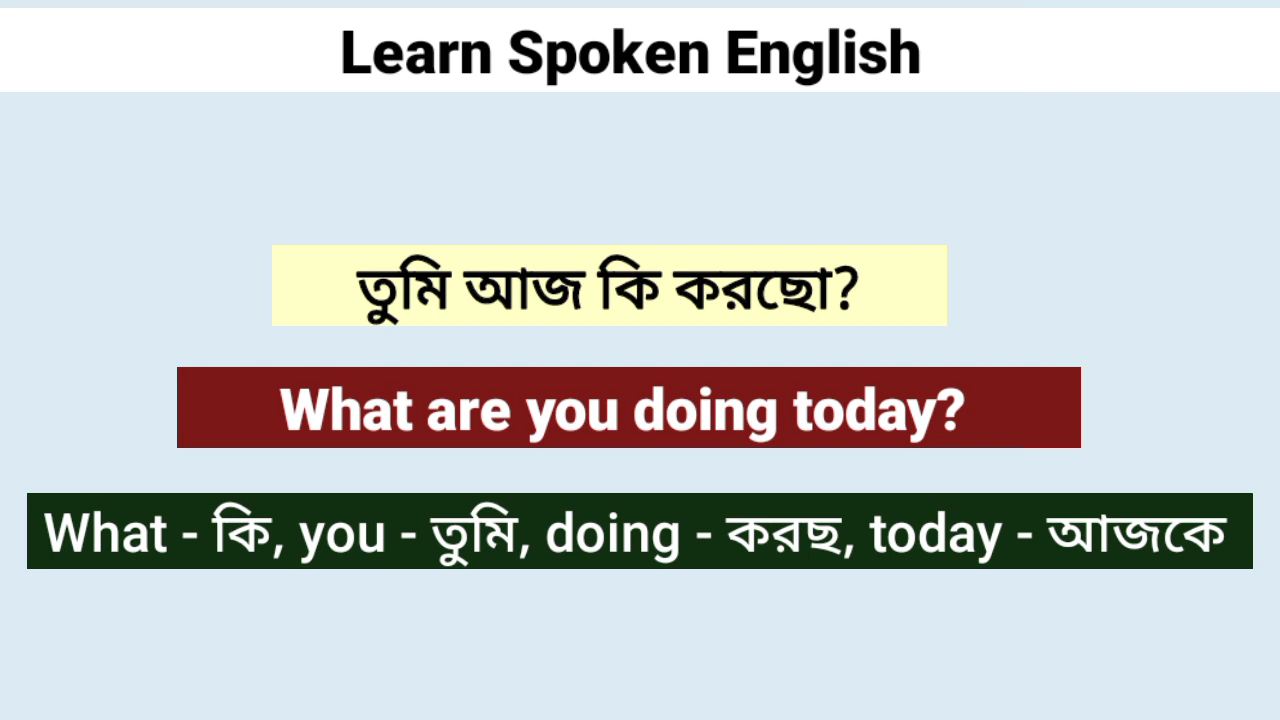 Learn Spoken English
তুমি আজ কি করছো?
What are you doing today?
What - কি, you - তুমি, doing - করছ, today - আজকে